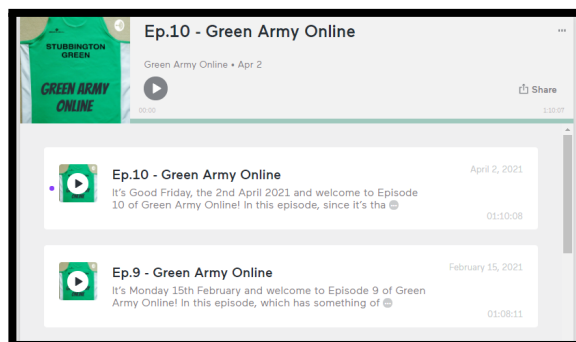 STUBBINGTON
GREEN
GREEN ARMY
ONLINE
Ep.10 - Green Army Online
Green Army Online • Apr 2
Share
00:00
1:10:07
Ep.10 - Green Army Online
April 2, 2021
It's Good Friday, the 2nd April 2021 and welcome to Episode
10 of Green Army Online! In this episode, since it's tha
01:10:08
Ep.9 - Green Army Online
February 15, 2021
It's Monday 15th February and welcome to Episode 9 of Green
Army Online! In this episode, which has something of
01:08:11